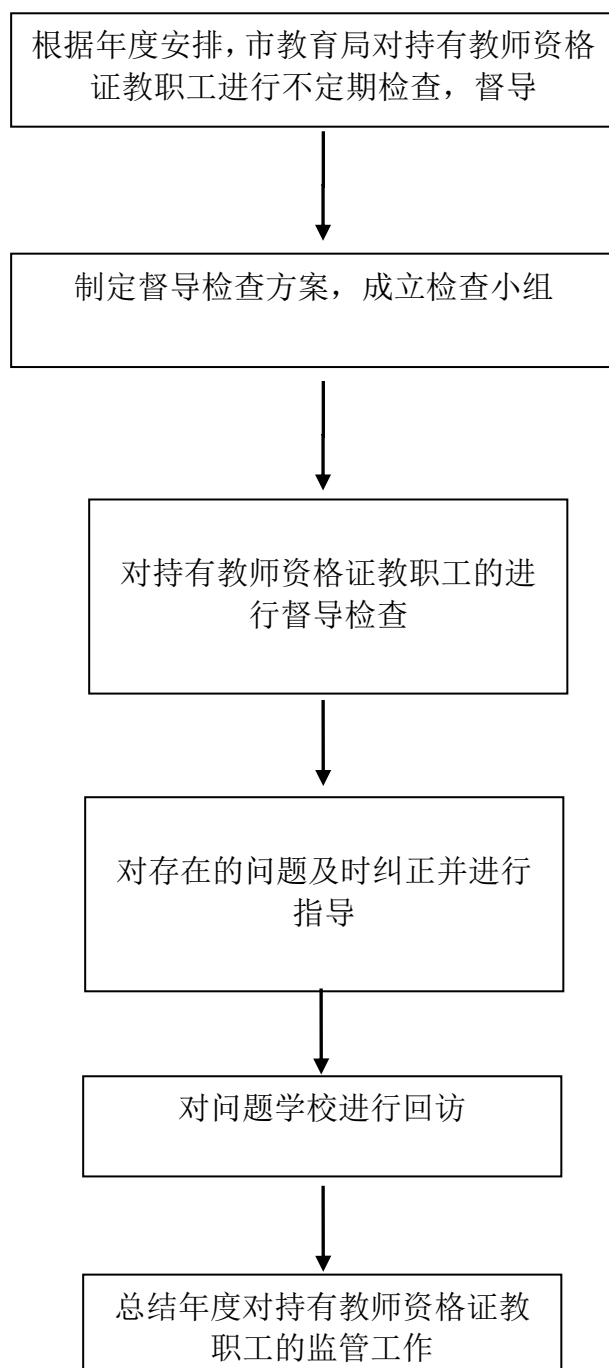 根据年度安排，市教育局对持有教师资格
证教职工进行不定期检查，督导
制定督导检查方案，成立检查小组
对持有教师资格证教职工的进
行督导检查
对存在的问题及时纠正并进行
指导
对问题学校进行回访
总结年度对持有教师资格证教
职工的监管工作